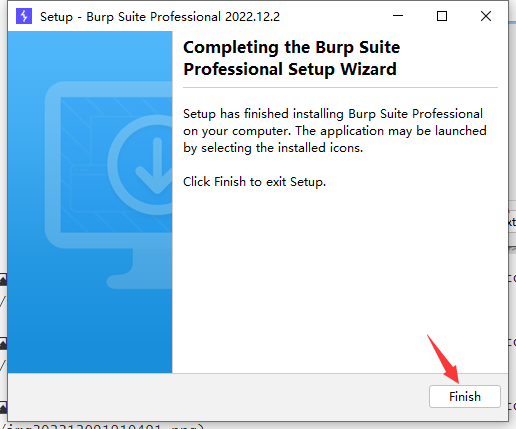 Setup - Burp Suite Professional 2022.12.2
Completing the Burp Suite
Professional Setup Wizard
Setup has finished installing Burp Suite Professional
on your computer. The application may be launched
by selecting the installed icons.
Click Finish to exit Setup.
Finish